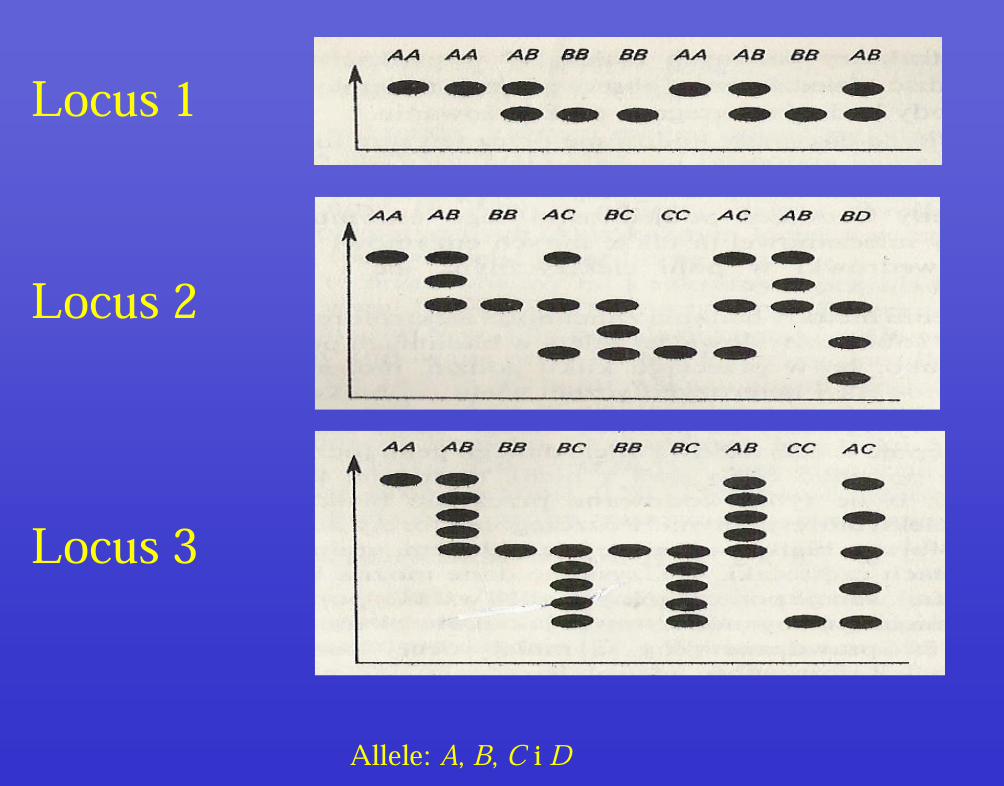 AA AA AB BB BB AA AB BB AB
Locus 1
AA AB BB AC BC CC AC AB BD
Locus 2
AA AB BB BC BB BC AB CC AC
Locus 3
Allele: A, B, C i D